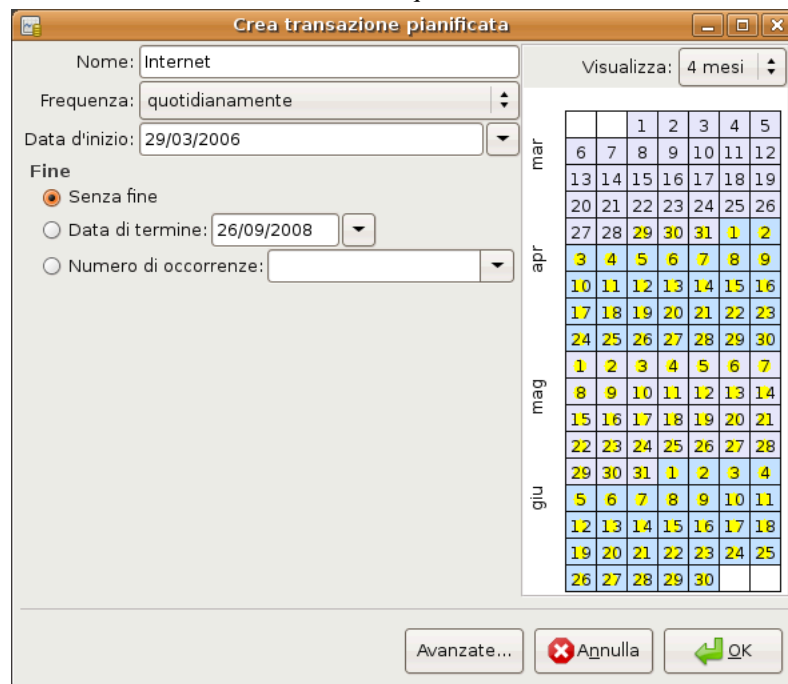 Crea transazione pianificata
Nome: Internet
Visualizza: 4 mesi
Frequenza: quotidianamente
Data d'inizio: 29/03/2006
Fine
Senza fine
Data di termine: 26/09/2008
Numero di occorrenze:
mar
1 2 3 4 5
6 7 8 9 10 11 12
13 14 15 16 17 18 19
20 21 22 23 24 25 26
27 28 29 30 31 1 2
apr
3 4 5 6 7 8 9
10 11 12 13 14 15 16
17 18 19 20 21 22 23
24 25 26 27 28 29 30
mag
1 2 3 4 5 6 7
8 9 10 11 12 13 14
15 16 17 18 19 20 21
22 23 24 25 26 27 28
29 30 31 1 2 3 4
giu
5 6 7 8 9 10 11
12 13 14 15 16 17 18
19 20 21 22 23 24 25
26 27 28 29 30
Avanzate... Annulla OK